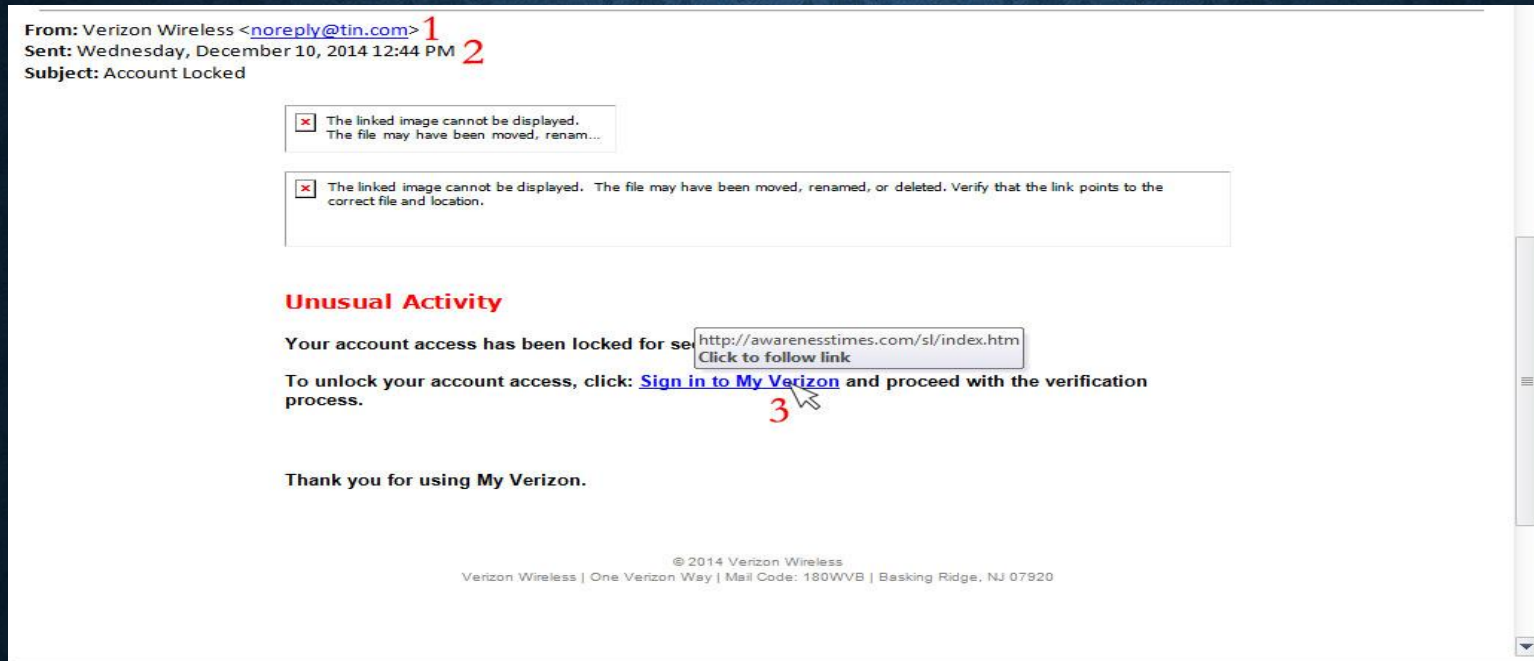 From: Verizon Wireless <noreply@tin.com> 1
Sent: Wednesday, December 10, 2014 12:44 PM 2
Subject: Account Locked
The linked image cannot be displayed.
The file may have been moved, renam...
The linked image cannot be displayed. The file may have been moved, renamed, or deleted. Verify that the link points to the
correct file and location.
Unusual Activity
http://awarenesstimes.com/sl/index.htm
Your account access has been locked for se
Click to follow link
To unlock your account access, click: Sign in to My Verizon and proceed with the verification
process.
3
Thank you for using My Verizon.
© 2014 Verizon Wireless
Verizon Wireless | One Verizon Way | Mail Code: 180WVB | Basking Ridge, NJ 07920